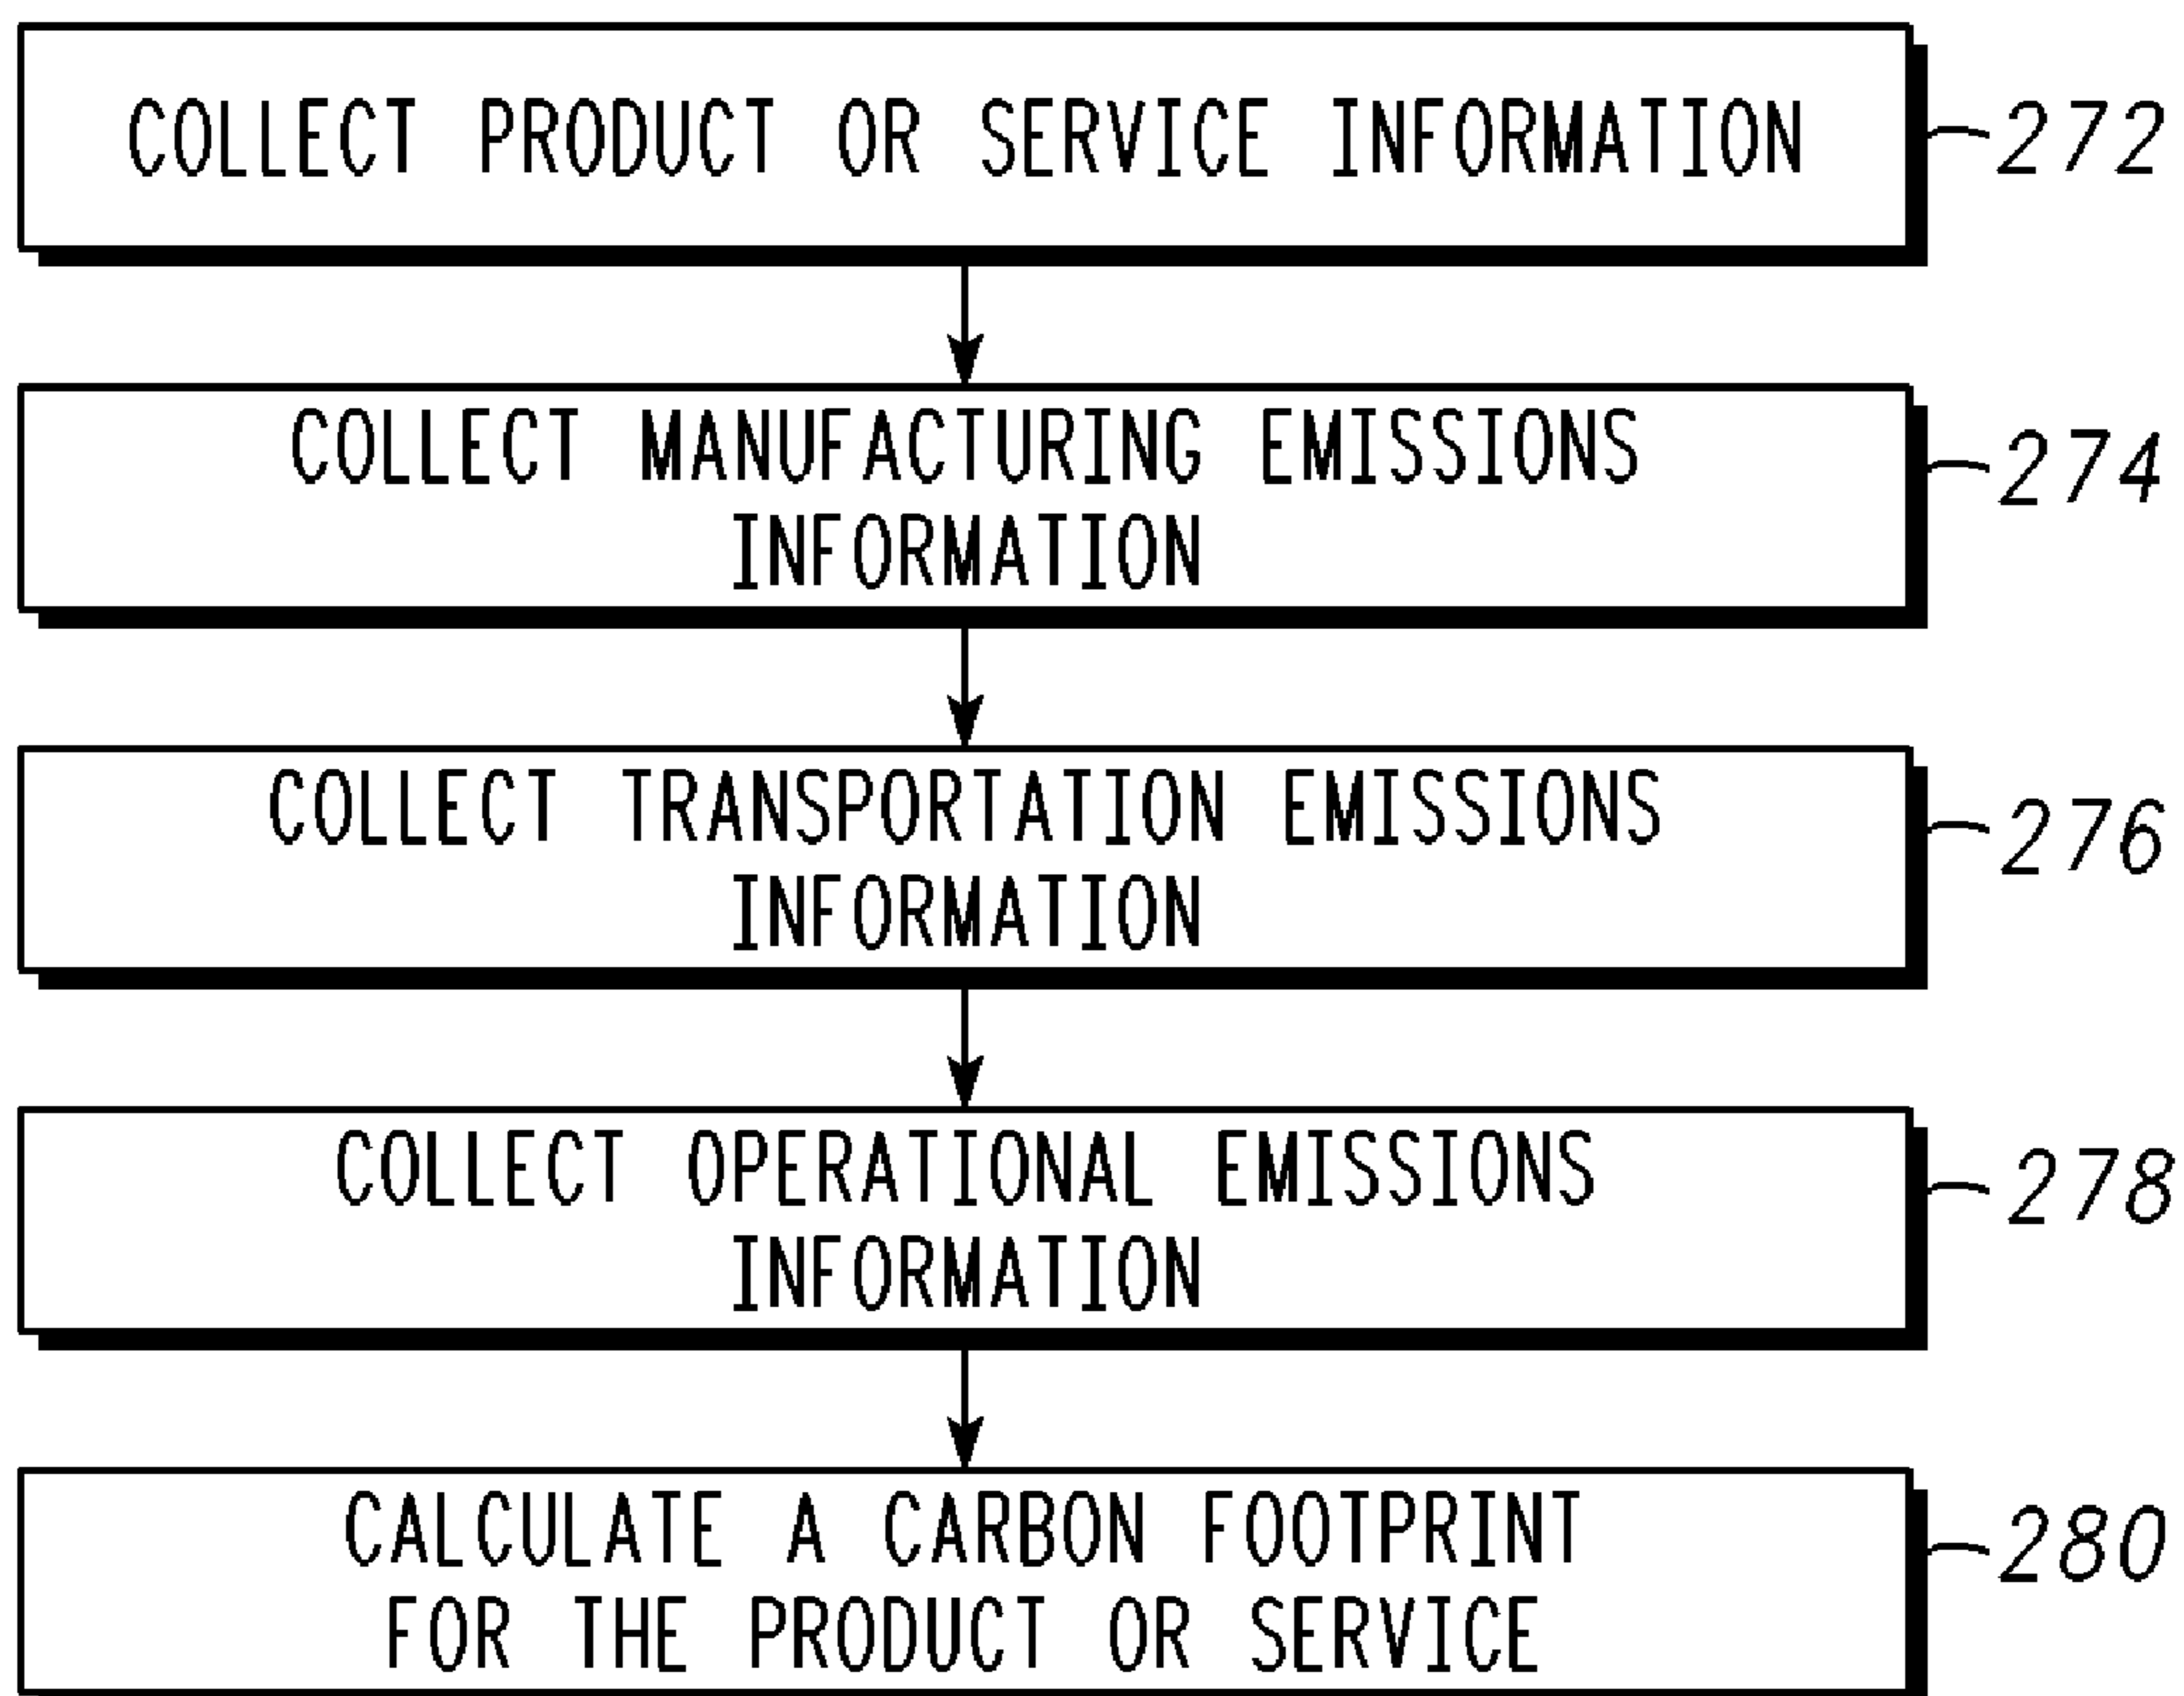 COLLECT PRODUCT OR SERVICE INFORMATION
272
COLLECT MANUFACTURING EMISSIONS
INFORMATION
274
COLLECT TRANSPORTATION EMISSIONS
INFORMATION
276
COLLECT OPERATIONAL EMISSIONS
INFORMATION
278
CALCULATE A CARBON FOOTPRINT
FOR THE PRODUCT OR SERVICE
280